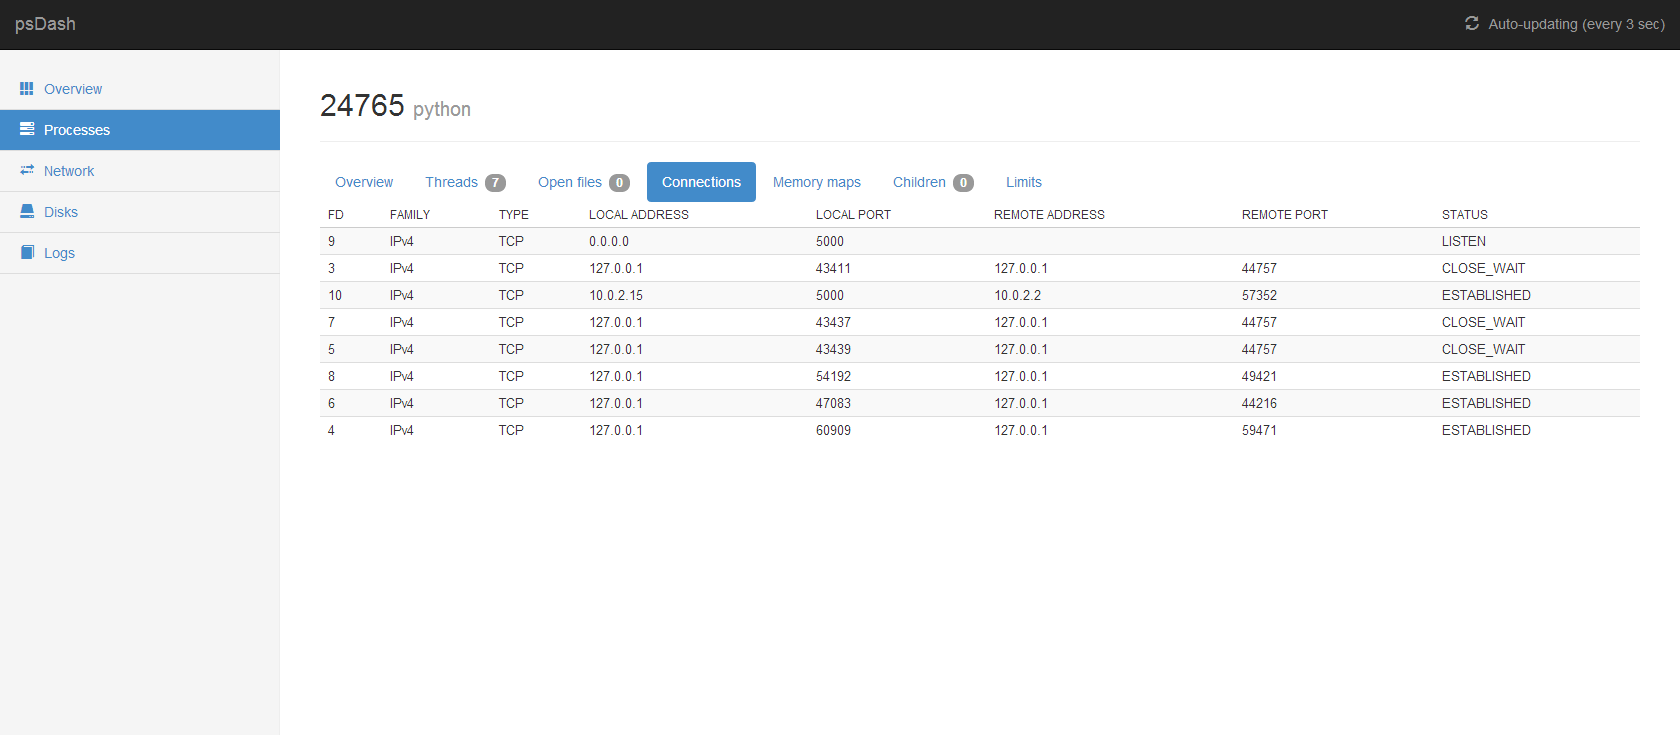 psDash
Auto-updating (every 3 sec)
Overview
Processes
Network
Disks
Logs
24765 python
Overview Threads 7 Open files 0 Connections Memory maps Children 0 Limits
FD FAMILY TYPE LOCAL ADDRESS LOCAL PORT REMOTE ADDRESS REMOTE PORT STATUS
9 IPv4 TCP 0.0.0.0 5000 LISTEN
3 IPv4 TCP 127.0.0.1 43411 127.0.0.1 44757 CLOSE_WAIT
10 IPv4 TCP 10.0.2.15 5000 10.0.2.2 57352 ESTABLISHED
7 IPv4 TCP 127.0.0.1 43437 127.0.0.1 44757 CLOSE_WAIT
5 IPv4 TCP 127.0.0.1 43439 127.0.0.1 44757 CLOSE_WAIT
8 IPv4 TCP 127.0.0.1 54192 127.0.0.1 49421 ESTABLISHED
6 IPv4 TCP 127.0.0.1 47083 127.0.0.1 44216 ESTABLISHED
4 IPv4 TCP 127.0.0.1 60909 127.0.0.1 59471 ESTABLISHED